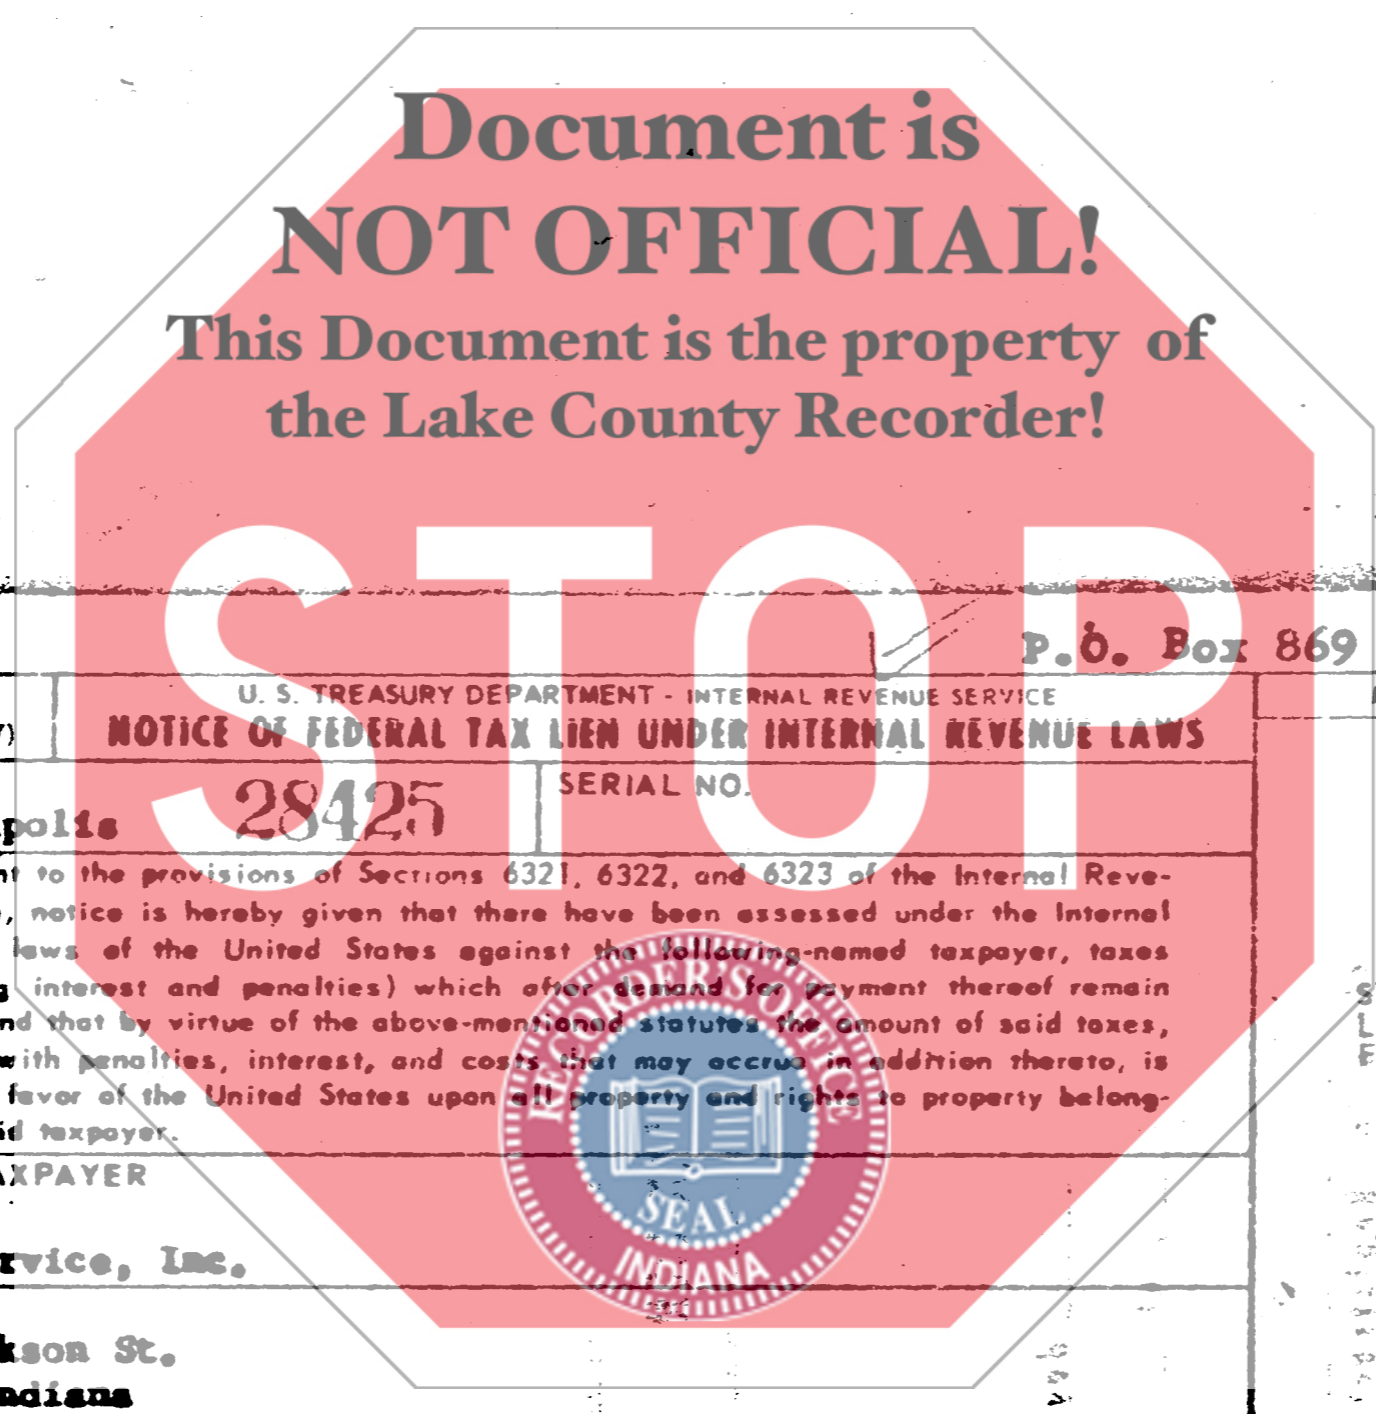 Document is
NOT OFFICIAL!
This Document is the property of
the Lake County Recorder!
STOP
P.O. Box 869
U. S. TREASURY DEPARTMENT - INTERNAL REVENUE SERVICE
NOTICE OF FEDERAL TAX LIEN UNDER INTERNAL REVENUE LAWS
SERIAL NO.
polis 28425
nt to the provisions of Sections 6321, 6322, and 6323 of the Internal Reve-
, notice is hereby given that there have been assessed under the Internal
laws of the United States against the following-named taxpayer, taxes
g interest and penalties) which after demand for payment thereof remain
nd that by virtue of the above-mentioned statutes the amount of said taxes,
with penalties, interest, and costs that may accrue in addition thereto, is
favor of the United States upon all property and rights to property belong-
id taxpayer.
AXPAYER
rvice, Inc.
kson St.
ndiana
RECORDER'S OFFICE
SEAL
INDIANA